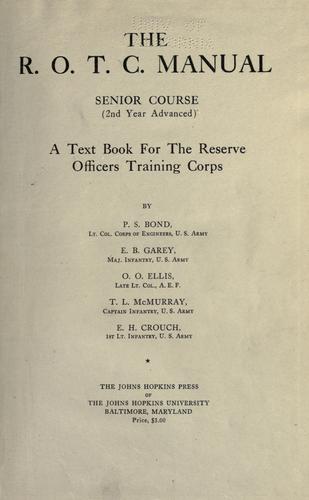 THE
R. O. T. C. MANUAL
SENIOR COURSE
(2nd Year Advanced)
A Text Book For The Reserve
Officers Training Corps
BY
P. S. BOND,
LT. COL. CORPS OF ENGINEERS, U. S. ARMY
E. B. GAREY,
MAJ. INFANTRY, U. S. ARMY
O. O. ELLIS,
LATE LT. COL., A. E. F.
T. L. McMURRAY,
CAPTAIN INFANTRY, U. S. ARMY
E. H. CROUCH,
1ST LT. INFANTRY, U. S. ARMY
THE JOHNS HOPKINS PRESS
OF
THE JOHNS HOPKINS UNIVERSITY
BALTIMORE, MARYLAND
Price, $3.00